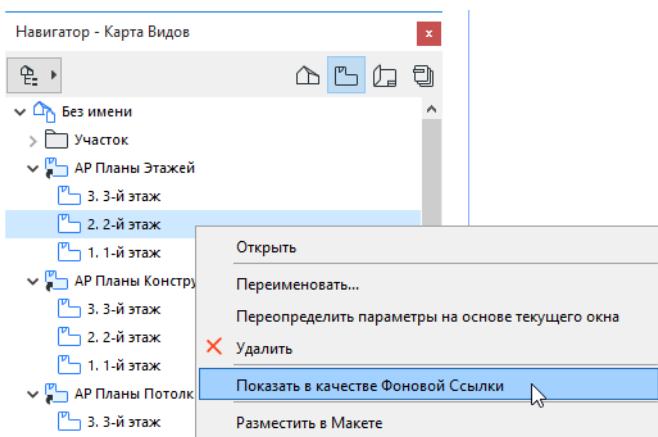 Навигатор - Карта Видов
Без имени
Участок
АР Планы Этажей
3. 3-й этаж
2. 2-й этаж
1. 1-й этаж
АР Планы Констру
3. 3-й этаж
2. 2-й этаж
1. 1-й этаж
АР Планы Потолк
3. 3-й этаж
Открыть
Переименовать...
Переопределить параметры на основе текущего окна
Удалить
Показать в качестве Фоновой Ссылки
Разместить в Макете